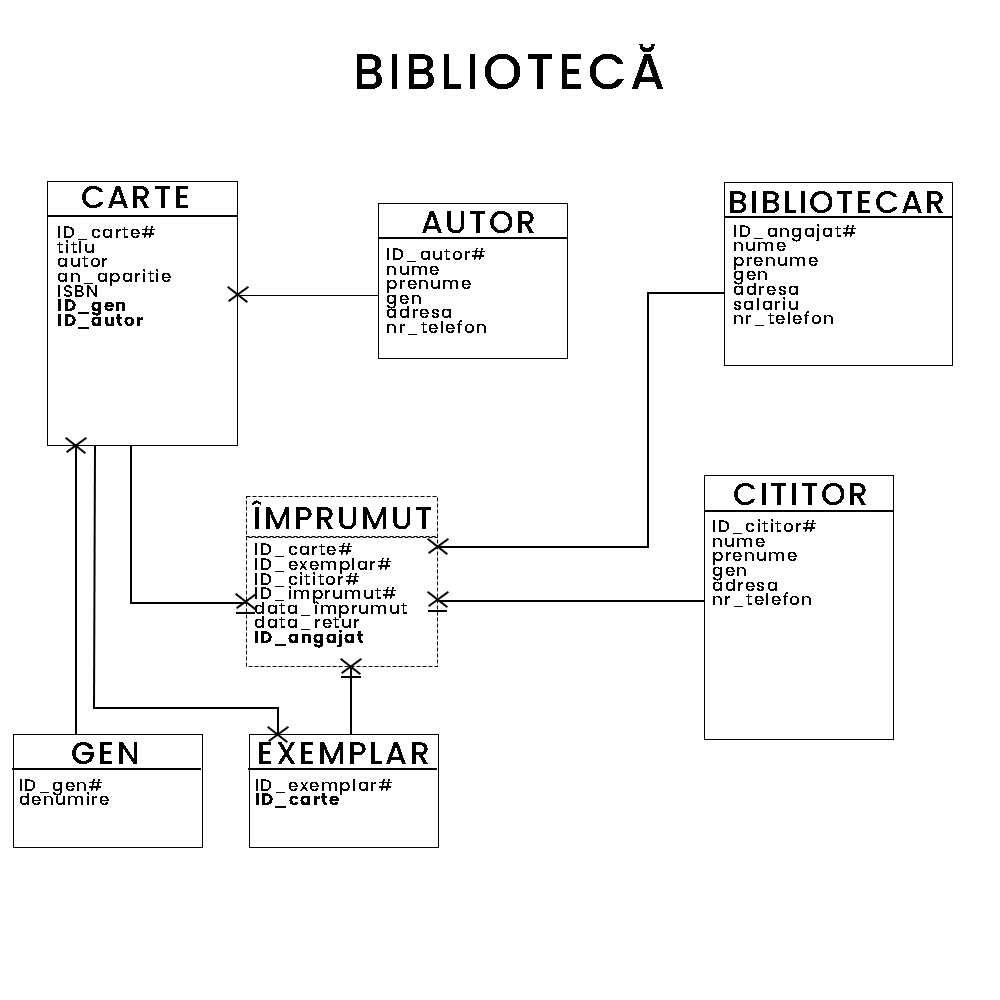 BIBLIOTECĂ
CARTE
ID_carte#
titlu
autor
an_aparitie
ISBN
ID_gen
ID_autor
AUTOR
ID_autor#
nume
prenume
gen
adresa
nr_telefon
BIBLIOTECAR
ID_angajat#
nume
prenume
gen
adresa
salariu
nr_telefon
ÎMPRUMUT
ID_carte#
ID_exemplar#
ID_cititor#
ID_imprumut#
data_imprumut
data_retur
ID_angajat
CITITOR
ID_cititor#
nume
prenume
gen
adresa
nr_telefon
GEN
ID_gen#
denumire
EXEMPLAR
ID_exemplar#
ID_carte